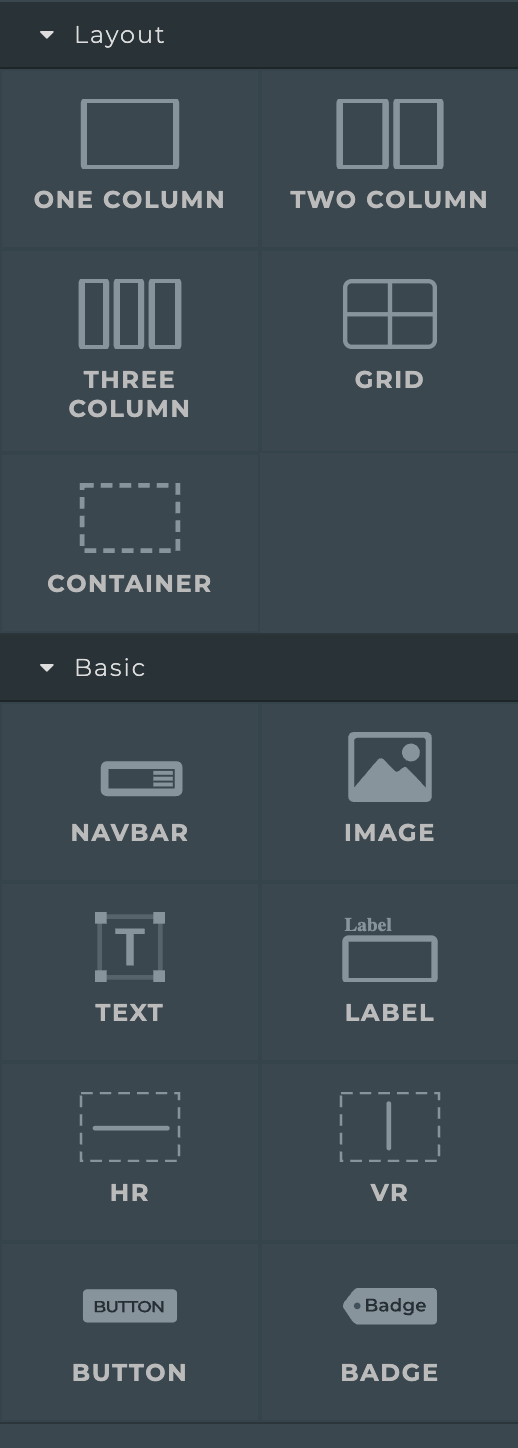 Layout
ONE COLUMN
TWO COLUMN
THREE
COLUMN
GRID
CONTAINER
Basic
NAVBAR
IMAGE
T
TEXT
Label
LABEL
HR
VR
BUTTON
BUTTON
Badge
BADGE